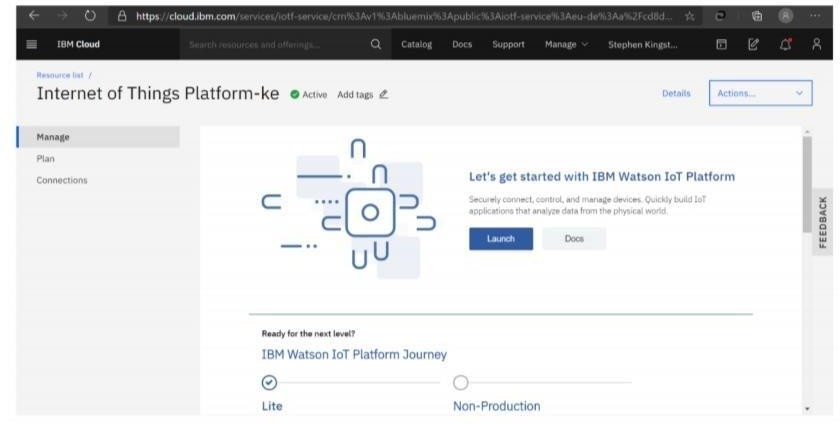 https://cloud.ibm.com/services/iotf-service/crn%3Av1%3Abluemix%3Apublic%3Aiotf-service%3Aeu-de%3Aa%2Fcd8d...
IBM Cloud
Search resources and offerings...
Catalog
Docs
Support
Manage
Stephen Kingst...
Resource list /
Internet of Things Platform-ke
Active
Add tags
Details
Actions...
Manage
Plan
Connections
Let's get started with IBM Watson IoT Platform
Securely connect, control, and manage devices. Quickly build IoT
applications that analyze data from the physical world.
Launch
Docs
FEEDBACK
Ready for the next level?
IBM Watson IoT Platform Journey
Lite
Non-Production